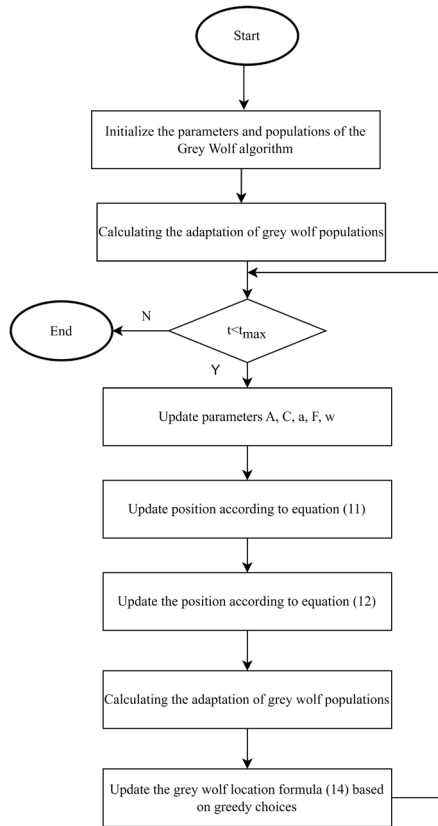 Start
Initialize the parameters and populations of the
Grey Wolf algorithm
Calculating the adaptation of grey wolf populations
t<tmax
N
End
Y
Update parameters A, C, a, F, w
Update position according to equation (11)
Update the position according to equation (12)
Calculating the adaptation of grey wolf populations
Update the grey wolf location formula (14) based
on greedy choices